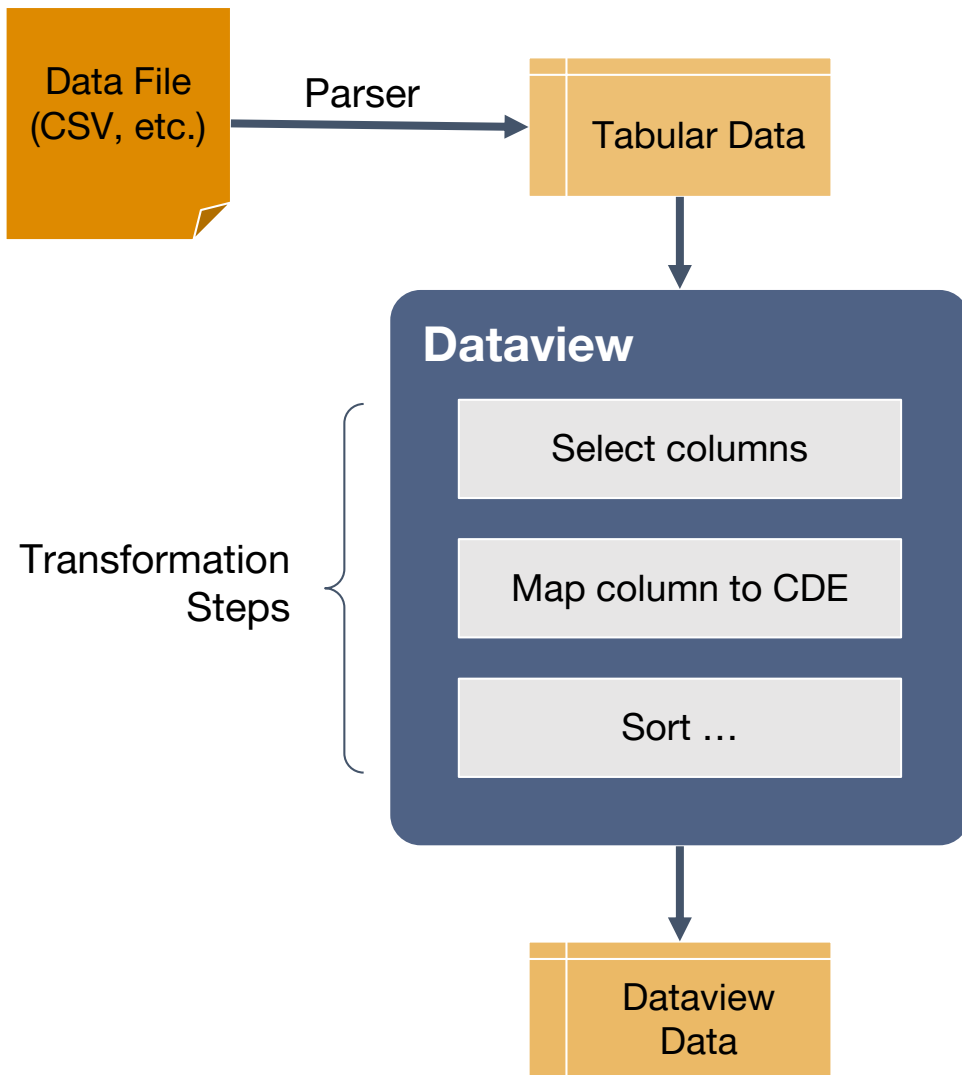 Data File
(CSV, etc.)
Parser
Tabular Data
Dataview
Select columns
Transformation
Steps
Map column to CDE
Sort …
Dataview
Data